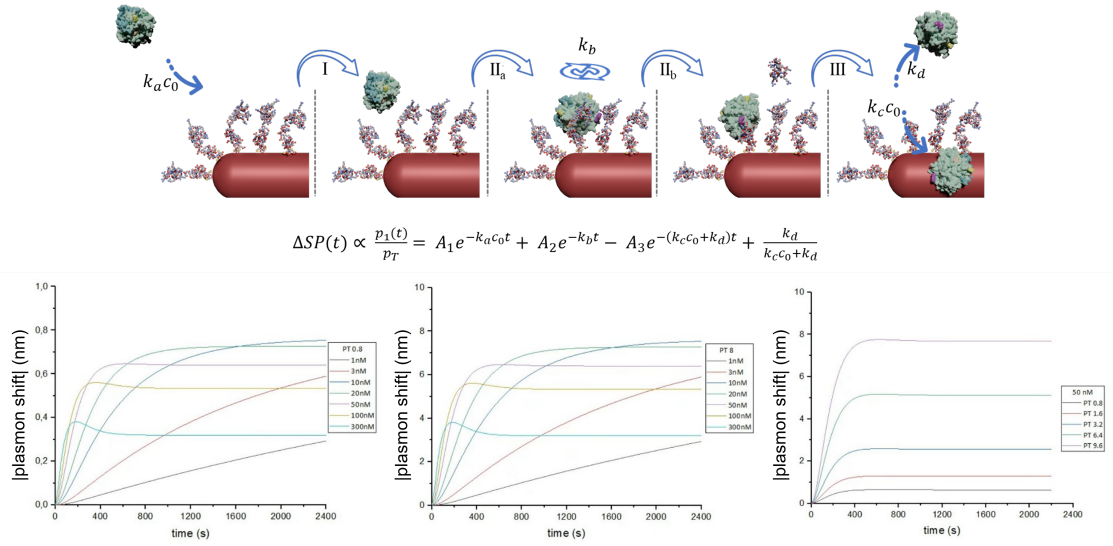 k_a c_0
I
II_a
k_b
II_b
III
k_d
k_c c_0
ΔSP(t) ∝ p_1(t)/p_T = A_1 e^{-k_a c_0 t} + A_2 e^{-k_b t} − A_3 e^{-(k_c c_0+k_d)t} + k_d/(k_c c_0+k_d)
|plasmon shift| (nm)
1,0
0,8
0,6
0,4
0,2
0,0
PT 0.8
1nM
3nM
10nM
20nM
50nM
100nM
300nM
0 400 800 1200 1600 2000 2400
time (s)
|plasmon shift| (nm)
10
8
6
4
2
0
PT 8
1nM
3nM
10nM
20nM
50nM
100nM
300nM
0 400 800 1200 1600 2000 2400
time (s)
|plasmon shift| (nm)
10
8
6
4
2
0
50 nM
PT 0.8
PT 1.6
PT 3.2
PT 6.4
PT 9.6
0 400 800 1200 1600 2000 2400
time (s)